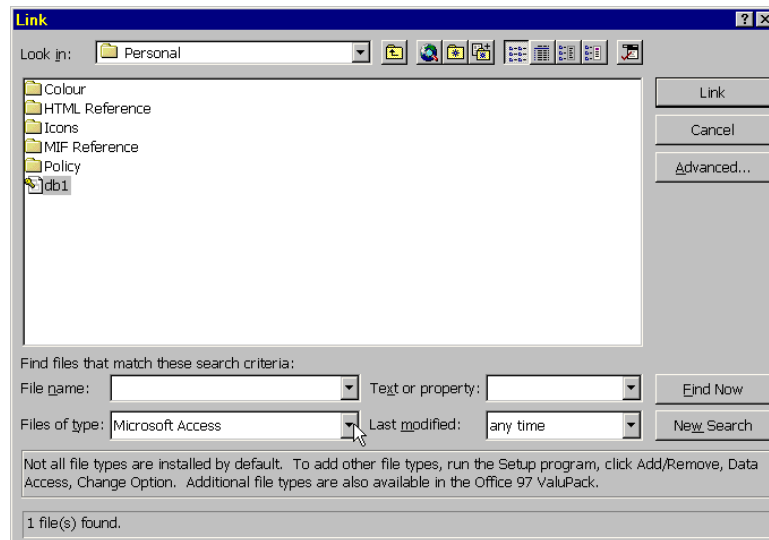 Link
Look in: Personal
Colour
HTML Reference
Icons
MIF Reference
Policy
db1
Link
Cancel
Advanced...
Find files that match these search criteria:
File name: Text or property: Find Now
Files of type: Microsoft Access Last modified: any time New Search
Not all file types are installed by default. To add other file types, run the Setup program, click Add/Remove, Data
Access, Change Option. Additional file types are also available in the Office 97 ValuPack.
1 file(s) found.